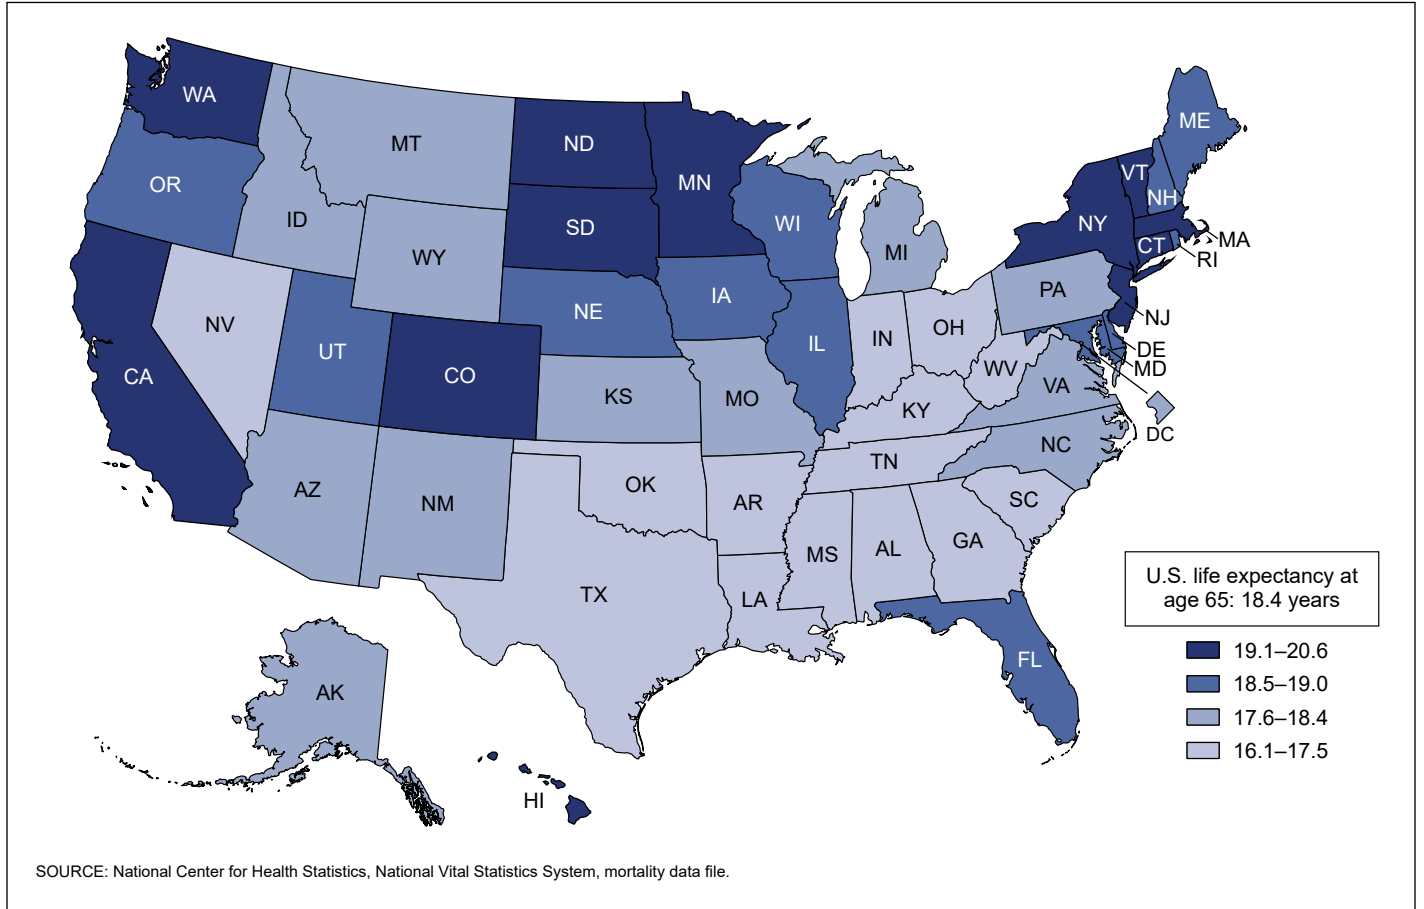 WA
MT
ND
MN
ME
OR
ID
SD
WI
VT
NH
NY
MA
WY
MI
CT
RI
NV
NE
IA
PA
UT
CO
IL
IN
OH
NJ
CA
KS
MO
WV
VA
DE
MD
KY
DC
AZ
NM
OK
TN
NC
AR
SC
MS
AL
GA
TX
LA
U.S. life expectancy at
age 65: 18.4 years
FL
19.1–20.6
18.5–19.0
17.6–18.4
16.1–17.5
AK
HI
SOURCE: National Center for Health Statistics, National Vital Statistics System, mortality data file.